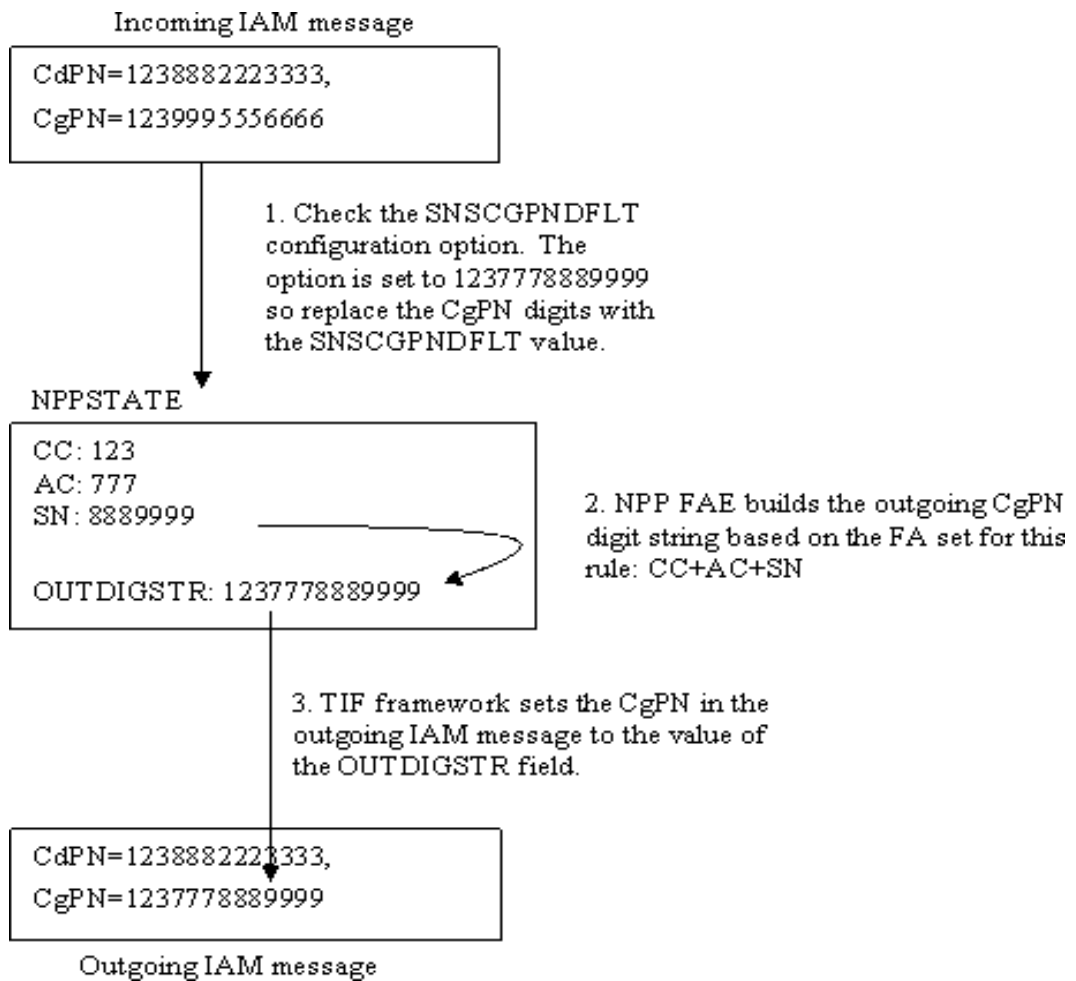 Incoming IAM message
CdPN=1238882223333,
CgPN=1239995556666
1. Check the SNSCGPNDFLT
configuration option. The
option is set to 1237778889999
so replace the CgPN digits with
the SNSCGPNDFLT value.
NPPSTATE
CC: 123
AC: 777
SN: 8889999
OUTDIGSTR: 1237778889999
2. NPP FAE builds the outgoing CgPN
digit string based on the FA set for this
rule: CC+AC+SN
3. TIF framework sets the CgPN in the
outgoing IAM message to the value of
the OUTDIGSTR field.
CdPN=1238882223333,
CgPN=1237778889999
Outgoing IAM message